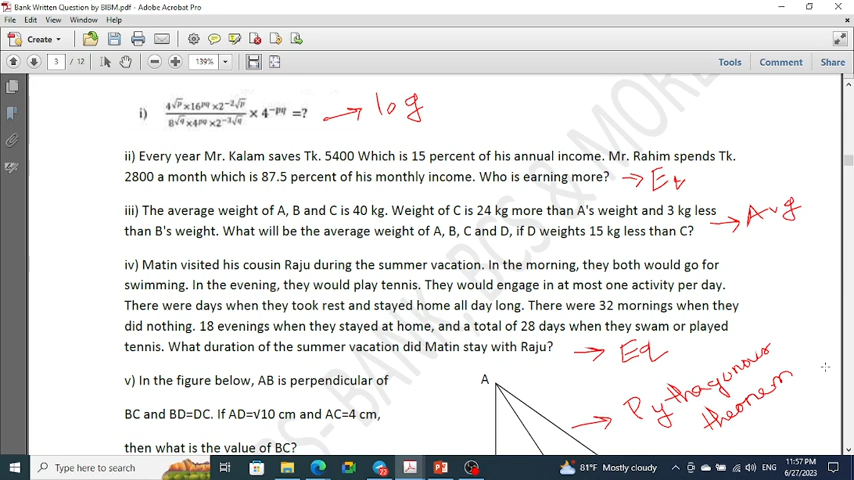 Bank Written Question by BIBM.pdf - Adobe Acrobat Pro
File Edit View Window Help
Create
3 / 12 139%
Tools Comment Share
i) 4^√p×16^pq×2^-2√p / 8^√q×4^pq×2^-3√q × 4^-pq =? → log
ii) Every year Mr. Kalam saves Tk. 5400 Which is 15 percent of his annual income. Mr. Rahim spends Tk.
2800 a month which is 87.5 percent of his monthly income. Who is earning more? → Eq
iii) The average weight of A, B and C is 40 kg. Weight of C is 24 kg more than A's weight and 3 kg less
than B's weight. What will be the average weight of A, B, C and D, if D weights 15 kg less than C? → Avg
iv) Matin visited his cousin Raju during the summer vacation. In the morning, they both would go for
swimming. In the evening, they would play tennis. They would engage in at most one activity per day.
There were days when they took rest and stayed home all day long. There were 32 mornings when they
did nothing. 18 evenings when they stayed at home, and a total of 28 days when they swam or played
tennis. What duration of the summer vacation did Matin stay with Raju? → Eq
v) In the figure below, AB is perpendicular of
A
→ Pythagorous
theorem
BC and BD=DC. If AD=√10 cm and AC=4 cm,
then what is the value of BC?
BANK, BCS & MORE
Type here to search
81°F Mostly cloudy
ENG
11:57 PM
6/27/2023